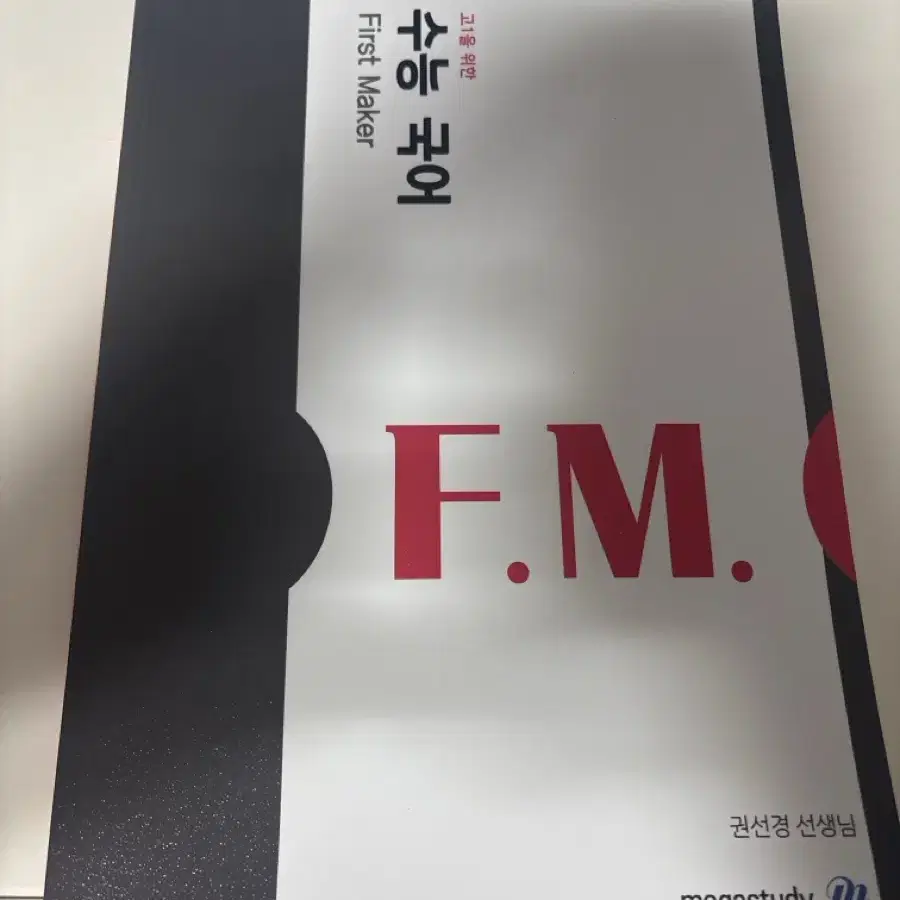 고1을 위한
수능 국어
First Maker
F.M.
권선경 선생님
megastudy